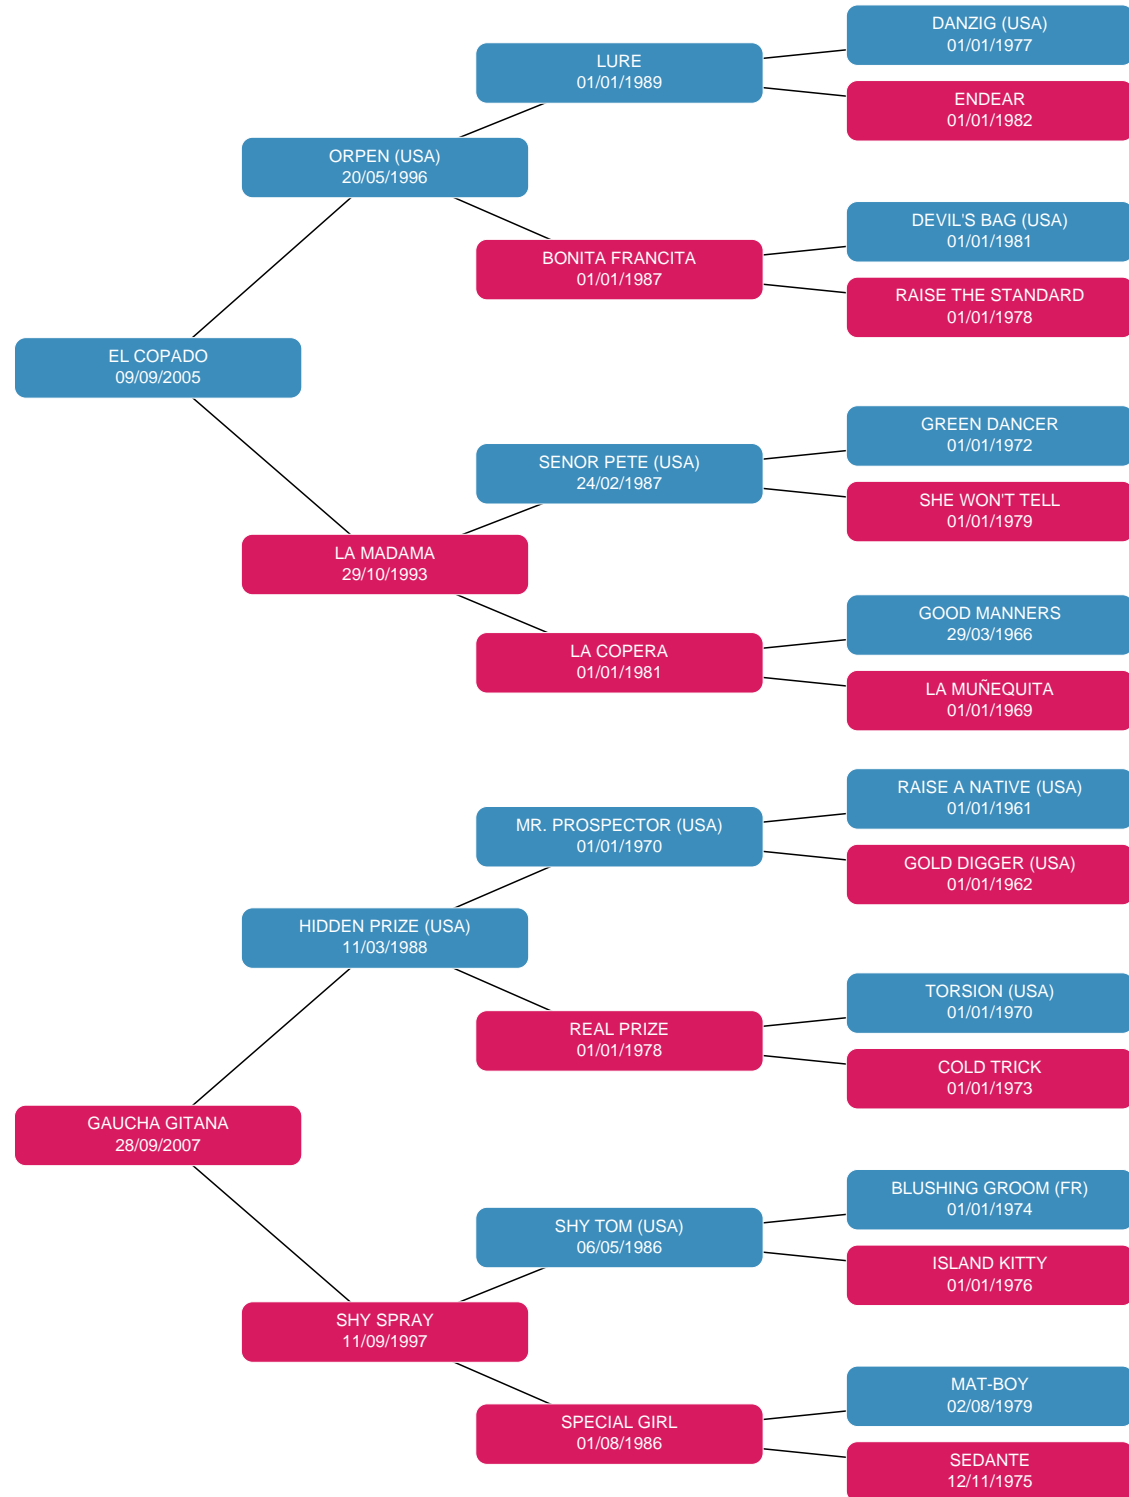 DANZIG (USA)
01/01/1977
LURE
01/01/1989
ENDEAR
01/01/1982
ORPEN (USA)
20/05/1996
DEVIL'S BAG (USA)
01/01/1981
BONITA FRANCITA
01/01/1987
RAISE THE STANDARD
01/01/1978
EL COPADO
09/09/2005
GREEN DANCER
01/01/1972
SENOR PETE (USA)
24/02/1987
SHE WON'T TELL
01/01/1979
LA MADAMA
29/10/1993
GOOD MANNERS
29/03/1966
LA COPERA
01/01/1981
LA MUÑEQUITA
01/01/1969
RAISE A NATIVE (USA)
01/01/1961
MR. PROSPECTOR (USA)
01/01/1970
GOLD DIGGER (USA)
01/01/1962
HIDDEN PRIZE (USA)
11/03/1988
TORSION (USA)
01/01/1970
REAL PRIZE
01/01/1978
COLD TRICK
01/01/1973
GAUCHA GITANA
28/09/2007
BLUSHING GROOM (FR)
01/01/1974
SHY TOM (USA)
06/05/1986
ISLAND KITTY
01/01/1976
SHY SPRAY
11/09/1997
MAT-BOY
02/08/1979
SPECIAL GIRL
01/08/1986
SEDANTE
12/11/1975